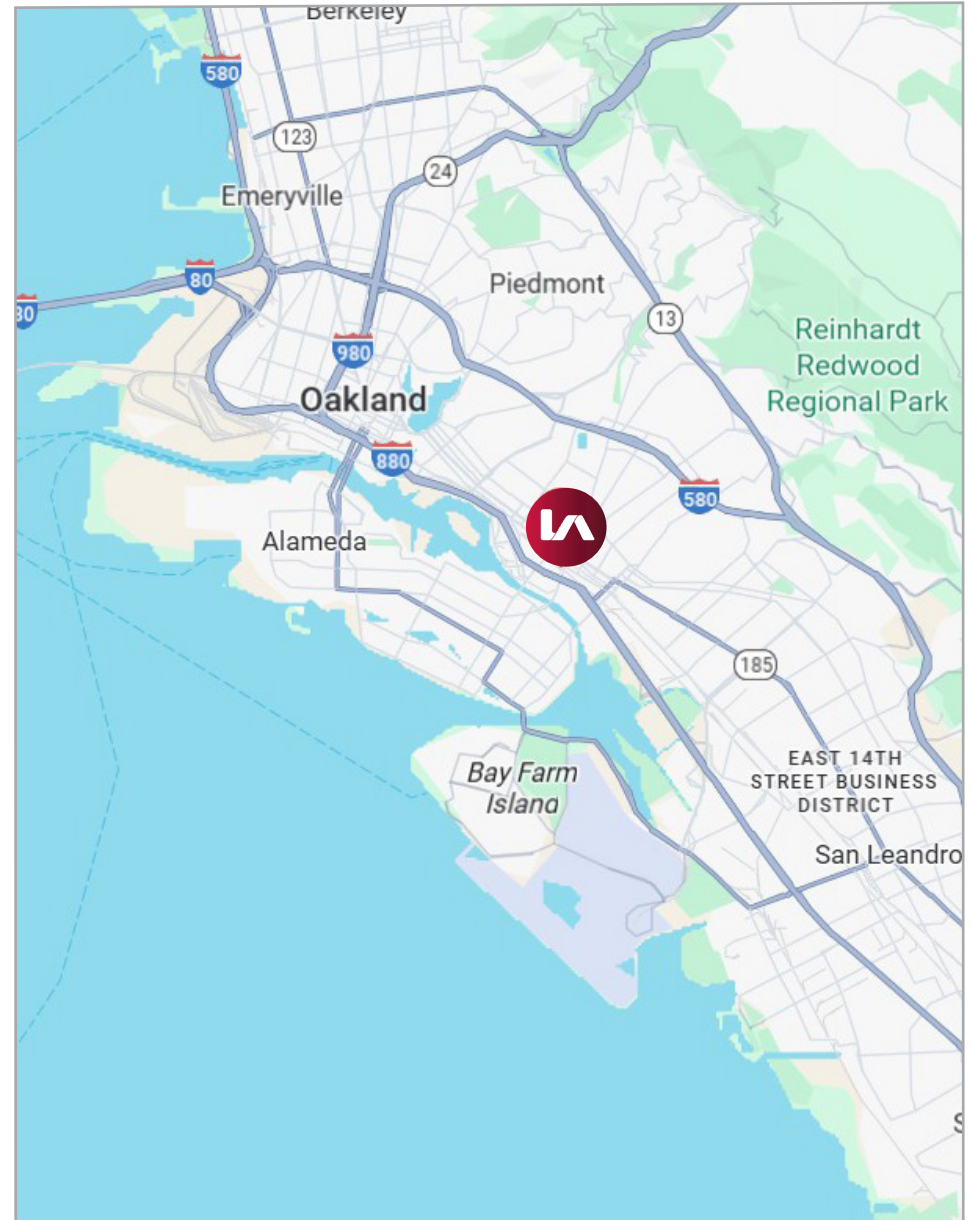 Berkeley
580
123
24
Emeryville
80
80
Piedmont
13
980
Reinhardt
Redwood
Regional Park
Oakland
880
580
Alameda
185
Bay Farm
Island
EAST 14TH
STREET BUSINESS
DISTRICT
San Leandro